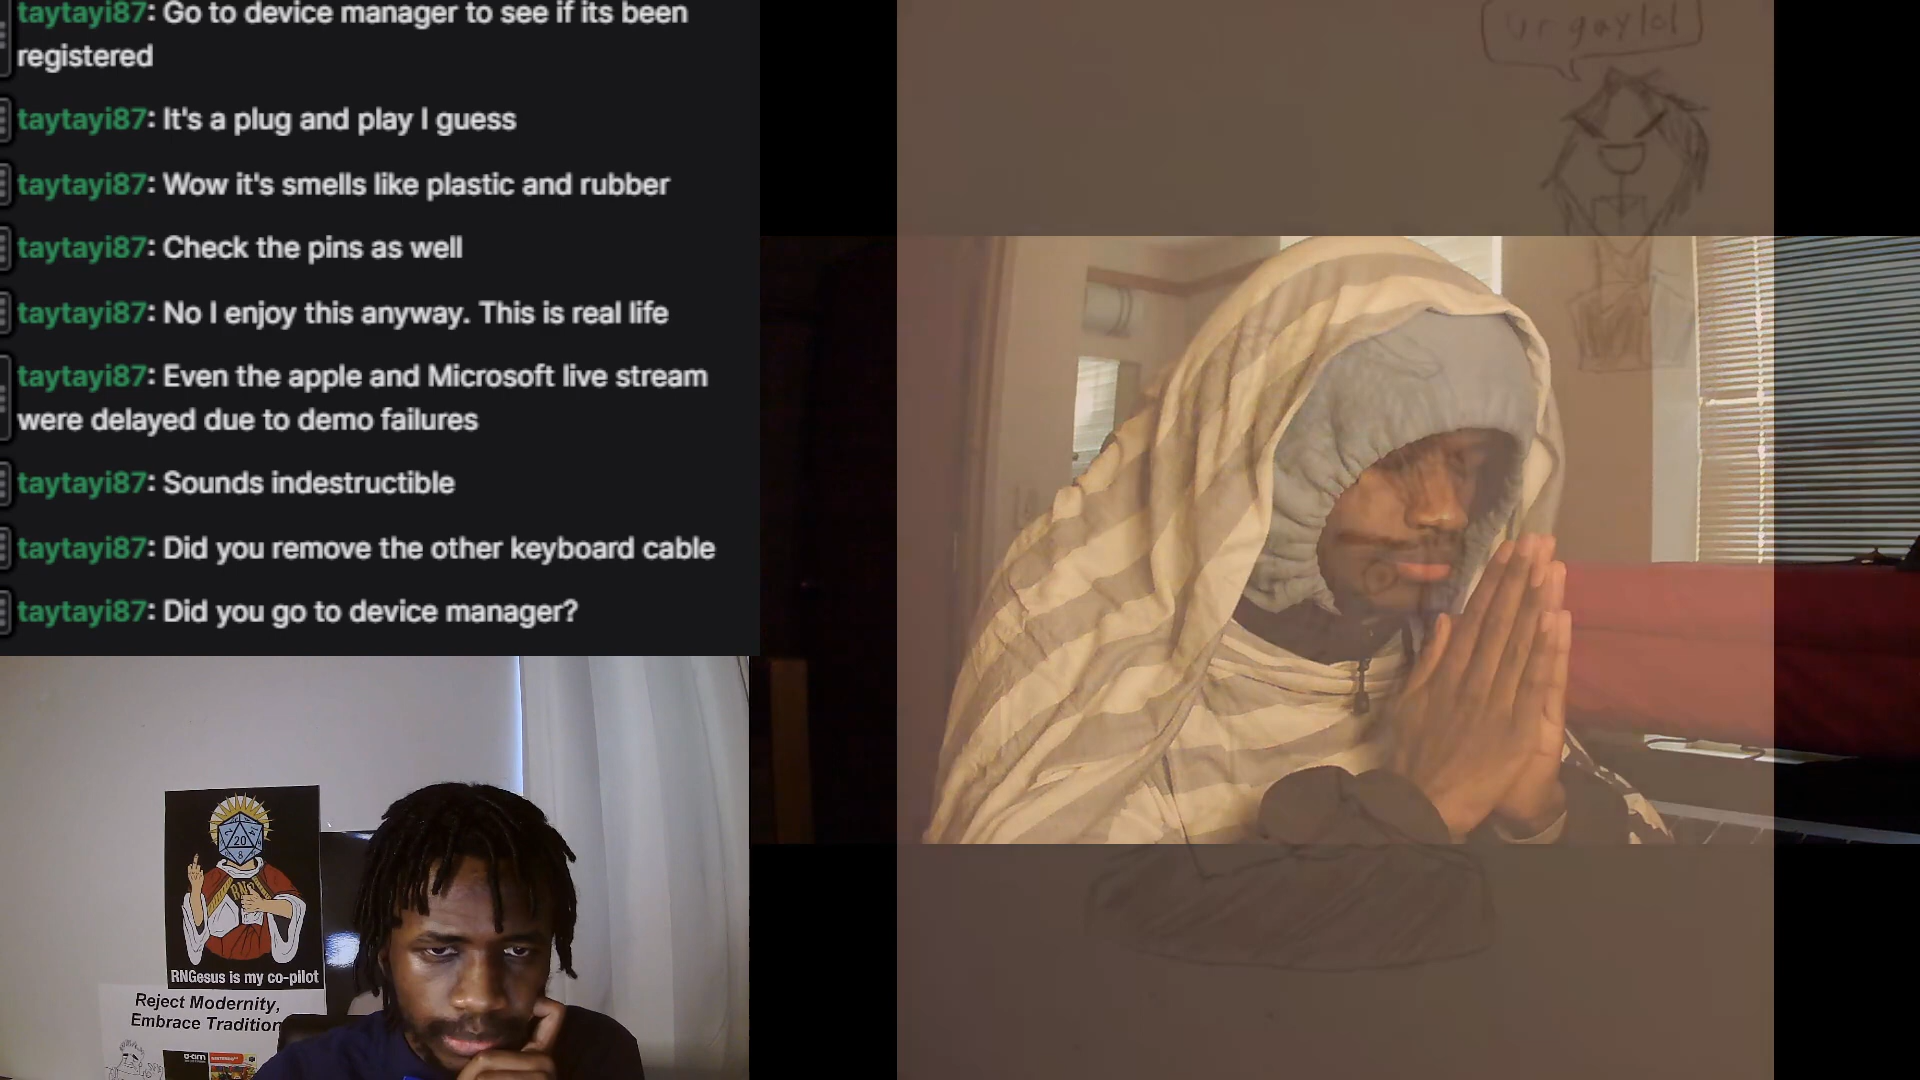 taytayi87: Go to device manager to see if its been
registered
taytayi87: It's a plug and play I guess
taytayi87: Wow it's smells like plastic and rubber
taytayi87: Check the pins as well
taytayi87: No I enjoy this anyway. This is real life
taytayi87: Even the apple and Microsoft live stream
were delayed due to demo failures
taytayi87: Sounds indestructible
taytayi87: Did you remove the other keyboard cable
taytayi87: Did you go to device manager?
ur gay lol
20
8
RNG
RNGesus is my co-pilot
Reject Modernity,
Embrace Tradition